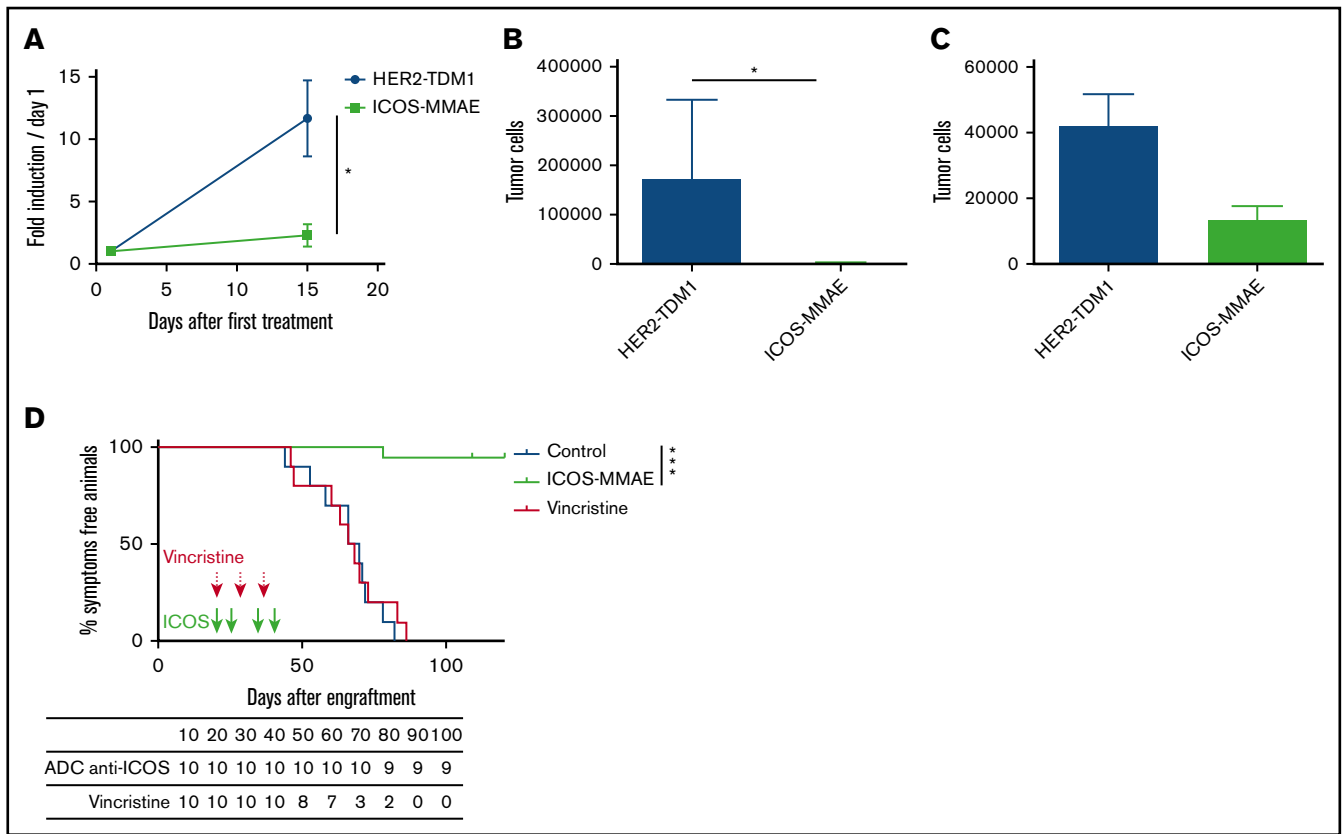 A
Fold induction / day 1
15
10
5
0
0 5 10 15 20
Days after first treatment
HER2-TDM1
ICOS-MMAE
*
B
Tumor cells
400000
300000
200000
100000
0
*
HER2-TDM1
ICOS-MMAE
C
Tumor cells
60000
40000
20000
0
HER2-TDM1
ICOS-MMAE
D
% symptoms free animals
100
50
0
Vincristine
ICOS
0 50 100
Days after engraftment
Control
ICOS-MMAE
Vincristine
***
10 20 30 40 50 60 70 80 90 100
ADC anti-ICOS 10 10 10 10 10 10 10 9 9 9
Vincristine 10 10 10 10 8 7 3 2 0 0